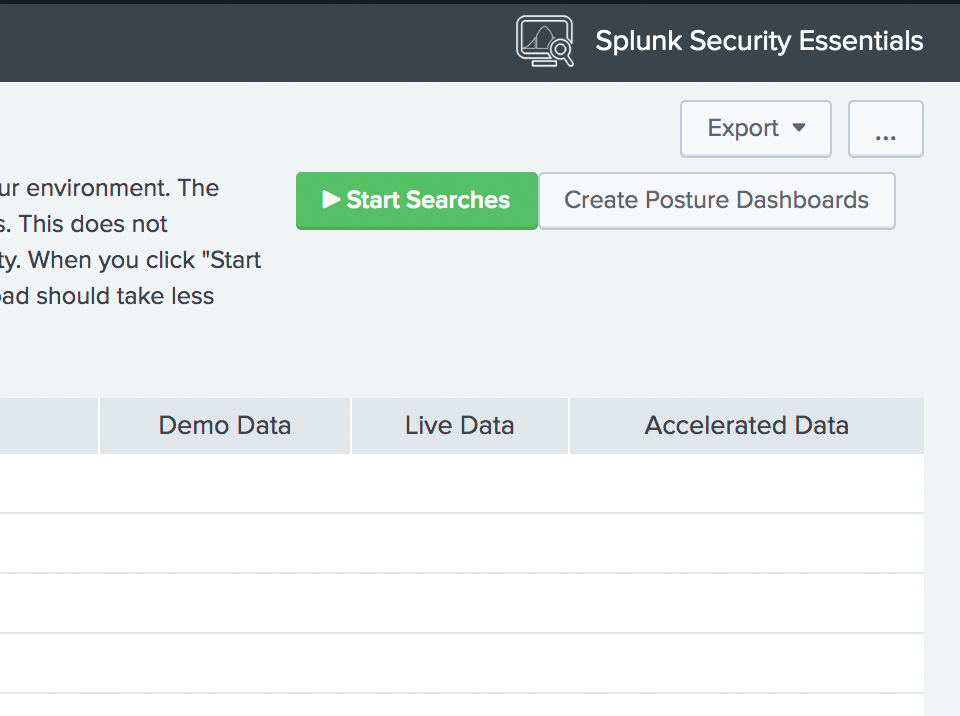 Splunk Security Essentials
Export
...
ur environment. The
s. This does not
ty. When you click "Start
oad should take less
Start Searches
Create Posture Dashboards
Demo Data
Live Data
Accelerated Data